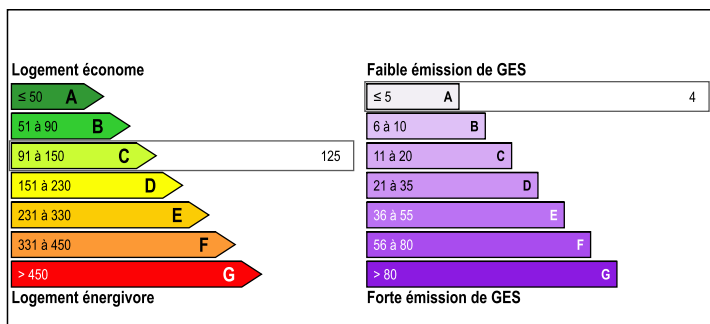 Logement économe
≤ 50 A
51 à 90 B
91 à 150 C 125
151 à 230 D
231 à 330 E
331 à 450 F
> 450 G
Logement énergivore
Faible émission de GES
≤ 5 A 4
6 à 10 B
11 à 20 C
21 à 35 D
36 à 55 E
56 à 80 F
> 80 G
Forte émission de GES